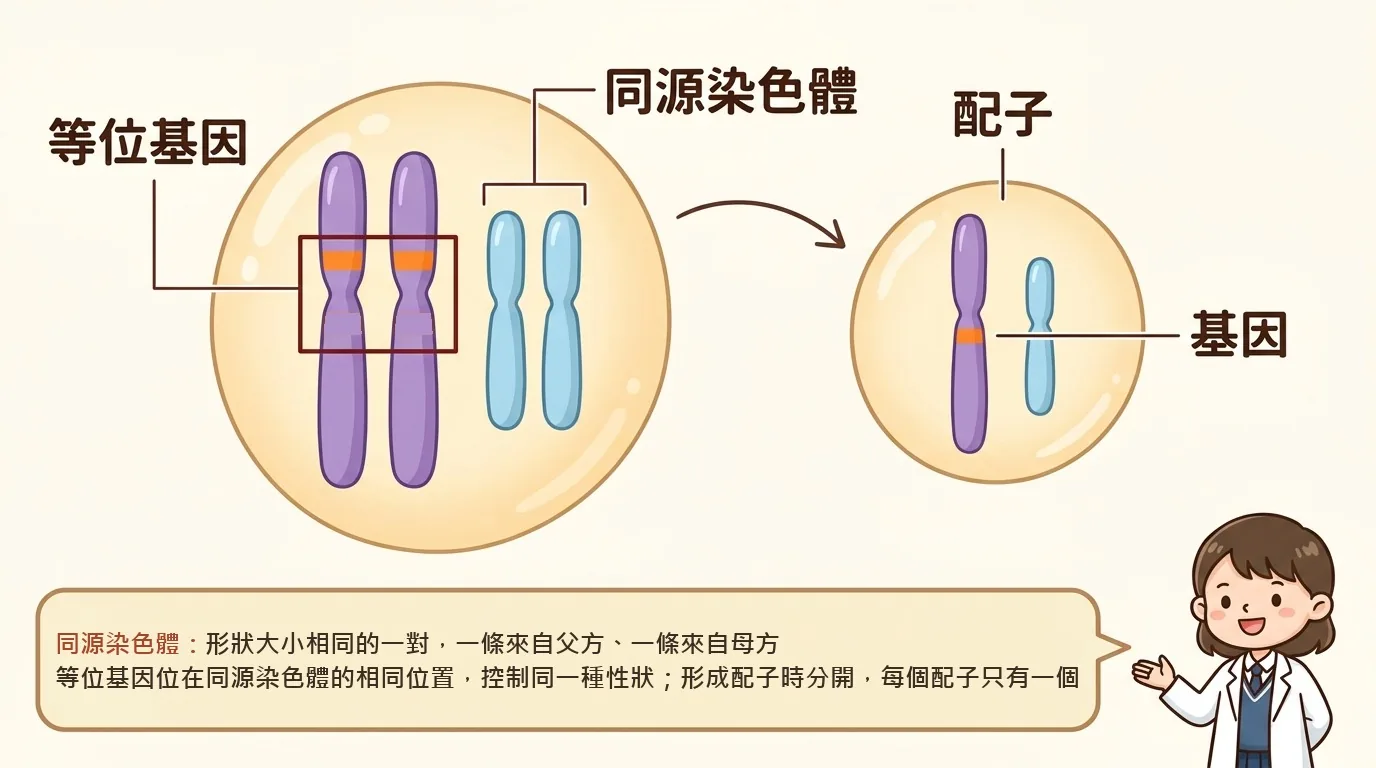 同源染色體
配子
等位基因
基因
同源染色體：形狀大小相同的一對，一條來自父方、一條來自母方
等位基因位在同源染色體的相同位置，控制同一種性狀；形成配子時分開，每個配子只有一個